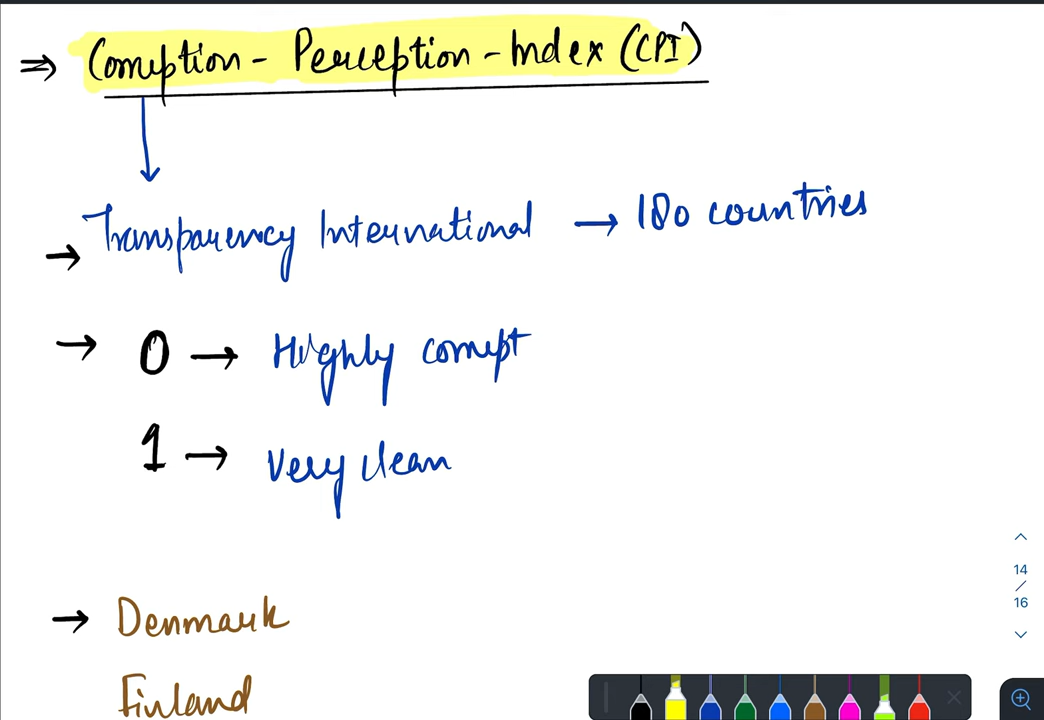 ⇒ Corruption - Perception - Index (CPI)
→ Transparency International → 180 countries
→ 0 → Highly corrupt
1 → Very clean
→ Denmark
Finland
14
/
16